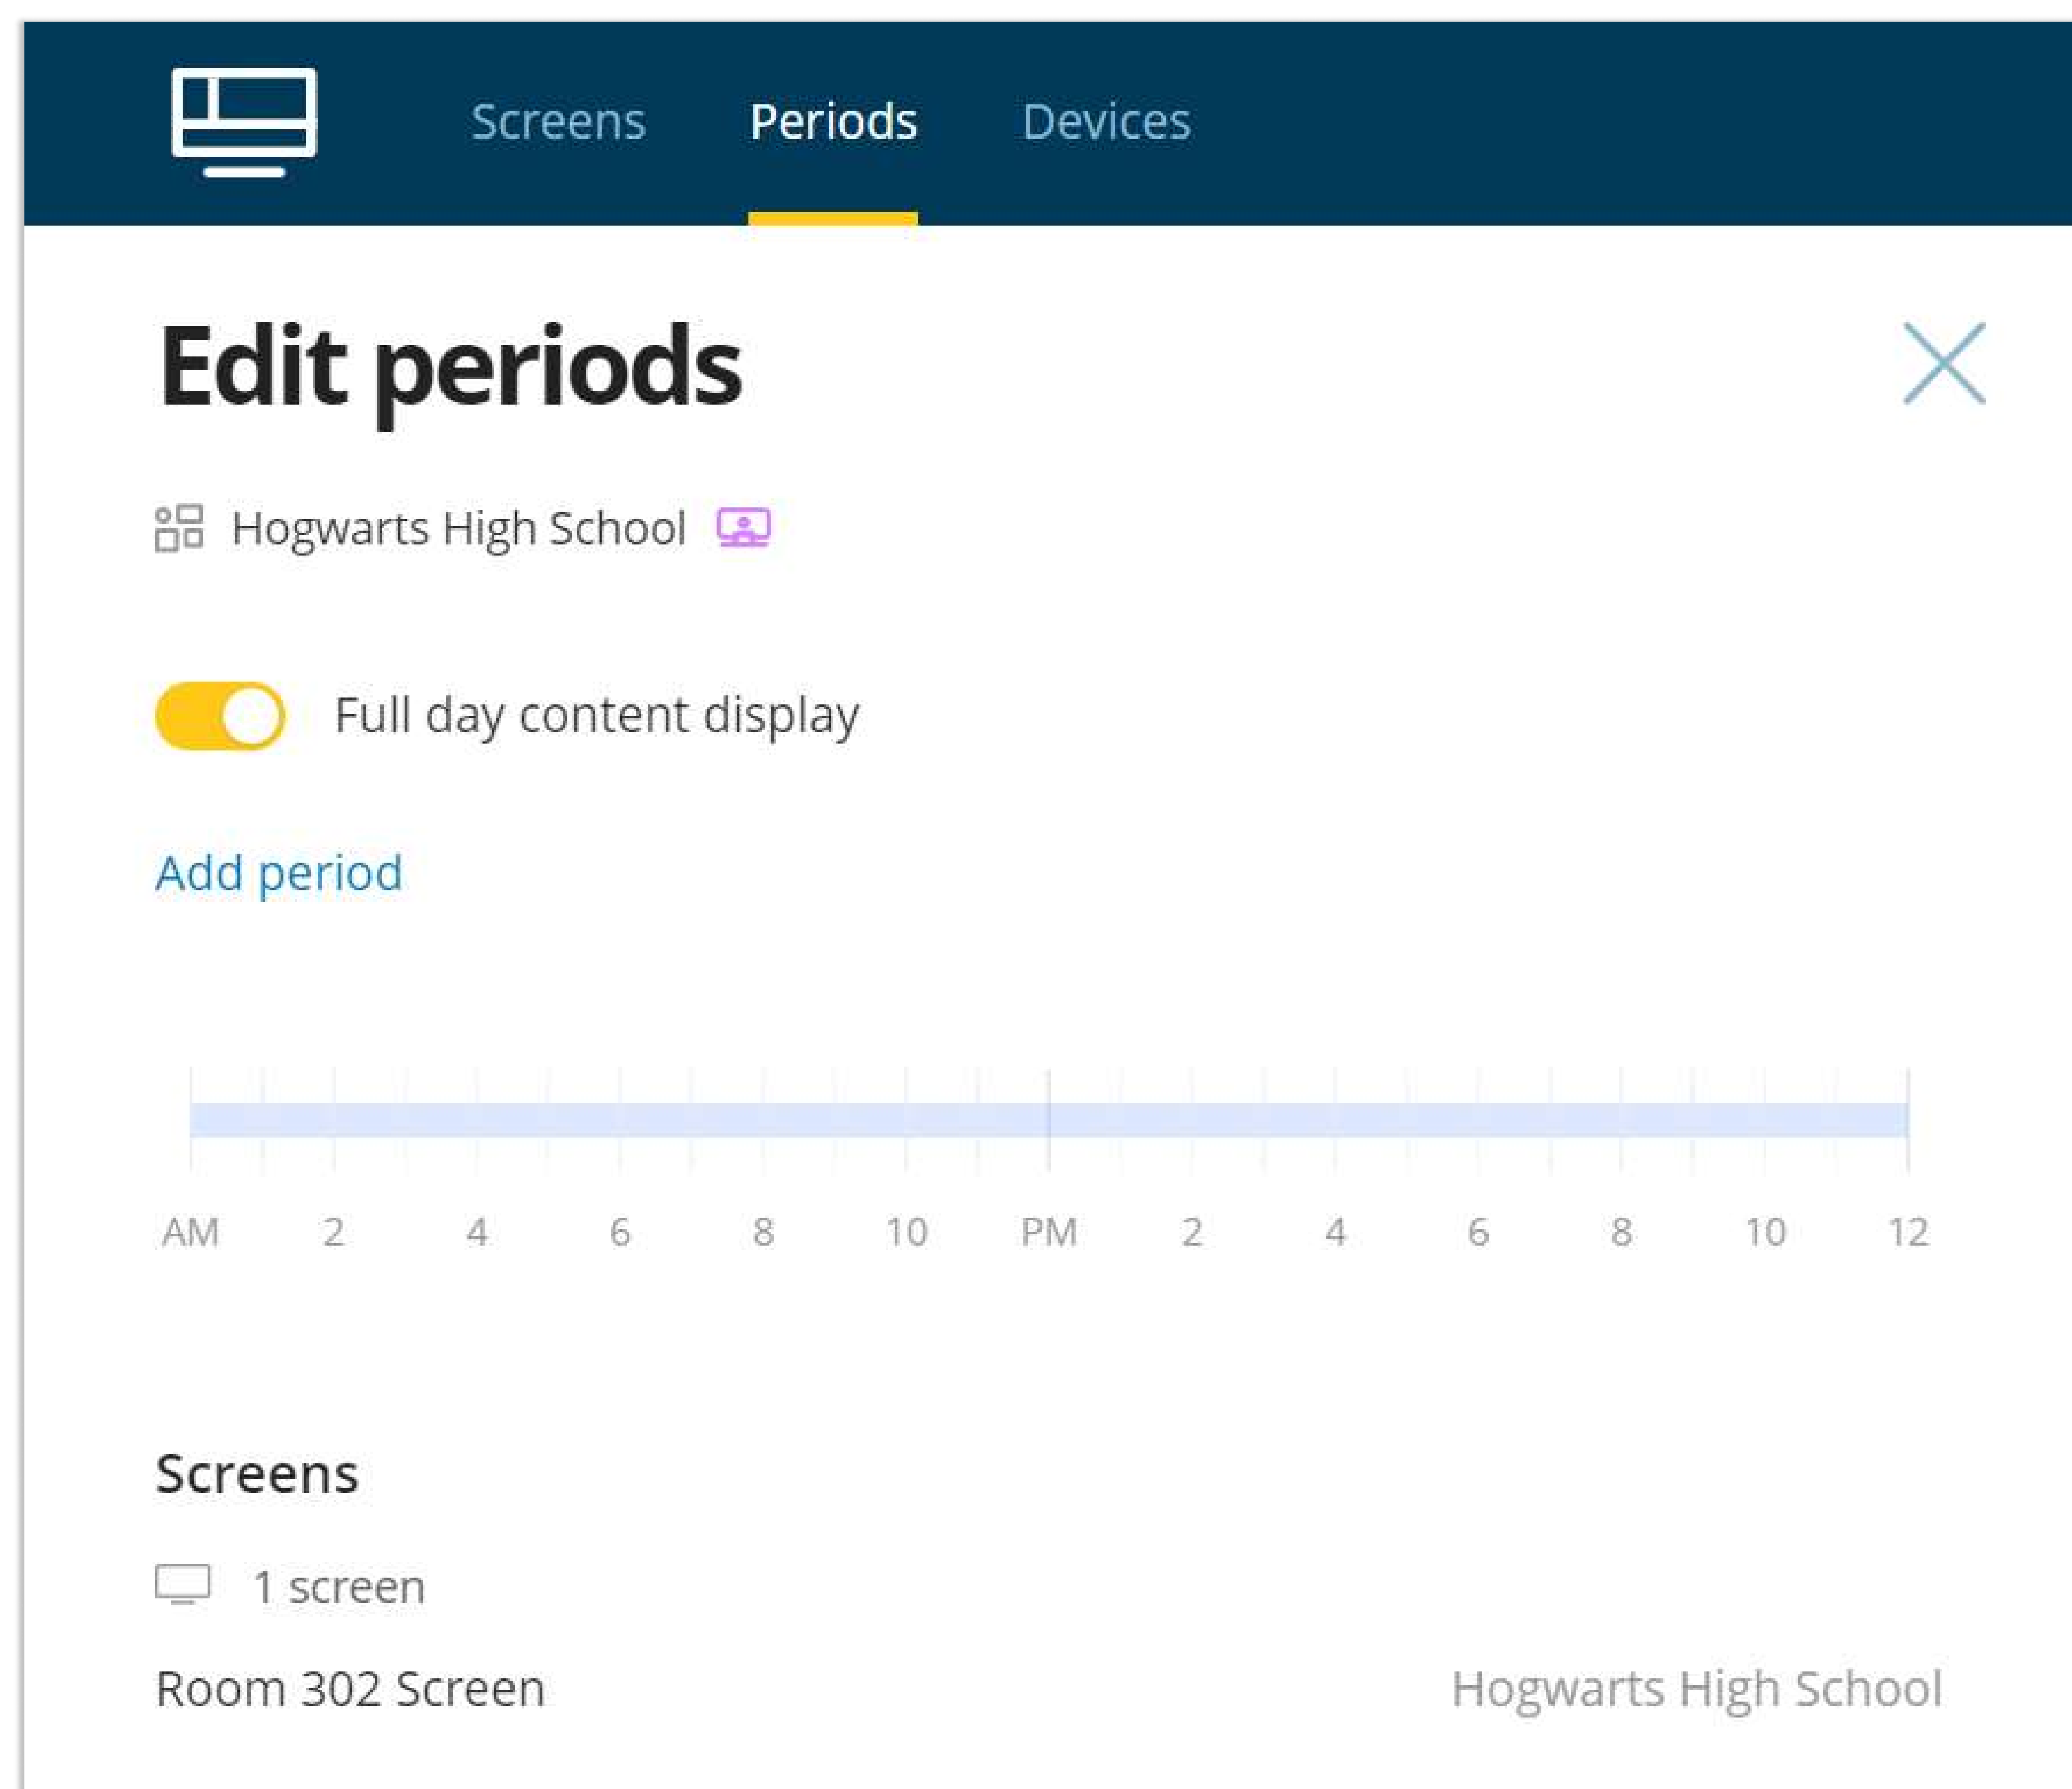 Screens Periods Devices
Edit periods
Hogwarts High School
Full day content display
Add period
AM 2 4 6 8 10 PM 2 4 6 8 10 12
Screens
1 screen
Room 302 Screen Hogwarts High School